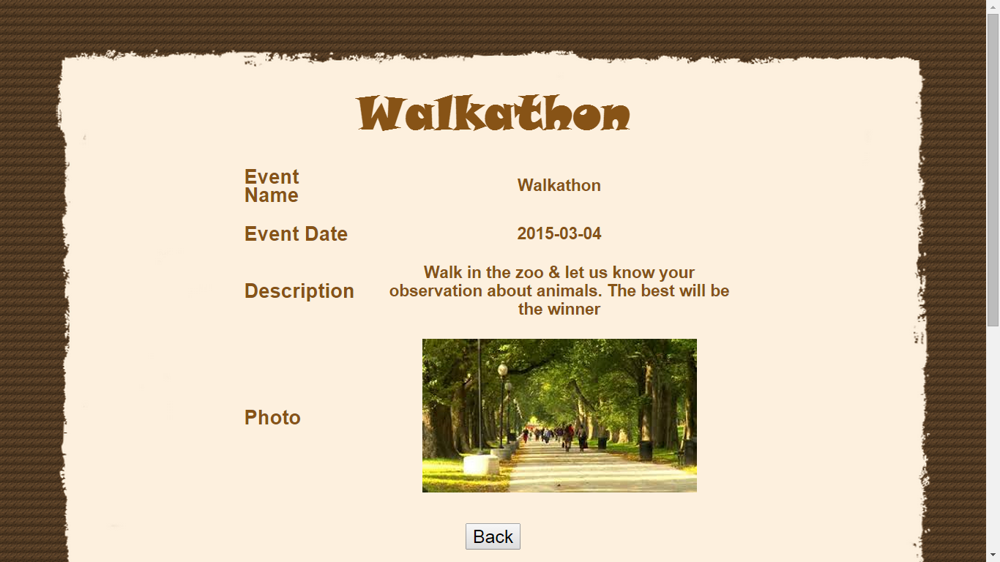 Walkathon
Event
Name
Walkathon
Event Date
2015-03-04
Description
Walk in the zoo & let us know your
observation about animals. The best will be
the winner
Photo
Back